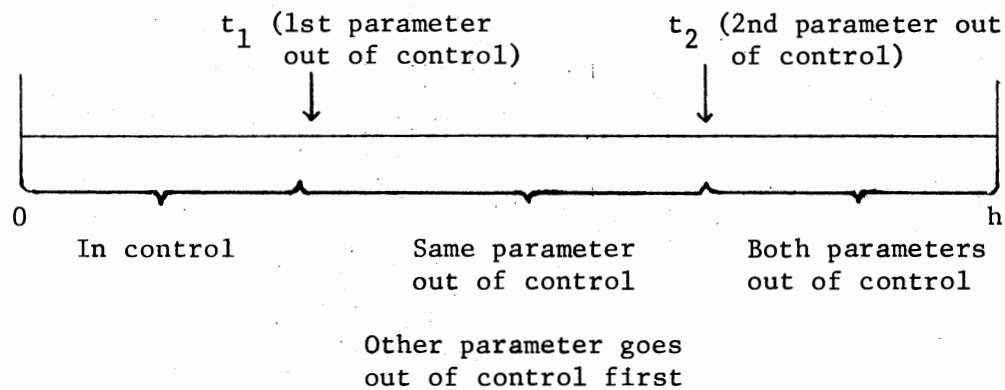 t1 (1st parameter out of control)
t2 (2nd parameter out of control)
0
h
In control
Same parameter
out of control
Both parameters
out of control
Other parameter goes
out of control first